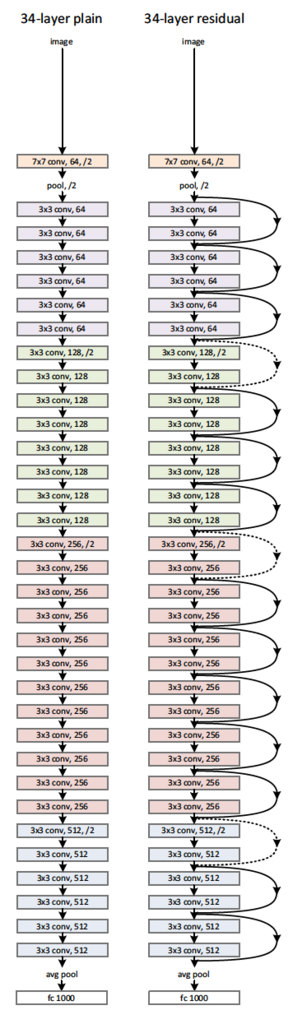 34-layer plain
image
7x7 conv, 64, /2
pool, /2
3x3 conv, 64
3x3 conv, 64
3x3 conv, 64
3x3 conv, 64
3x3 conv, 64
3x3 conv, 64
3x3 conv, 128, /2
3x3 conv, 128
3x3 conv, 128
3x3 conv, 128
3x3 conv, 128
3x3 conv, 128
3x3 conv, 128
3x3 conv, 128
3x3 conv, 256, /2
3x3 conv, 256
3x3 conv, 256
3x3 conv, 256
3x3 conv, 256
3x3 conv, 256
3x3 conv, 256
3x3 conv, 256
3x3 conv, 256
3x3 conv, 256
3x3 conv, 256
3x3 conv, 256
3x3 conv, 512, /2
3x3 conv, 512
3x3 conv, 512
3x3 conv, 512
3x3 conv, 512
3x3 conv, 512
avg pool
fc 1000
34-layer residual
image
7x7 conv, 64, /2
pool, /2
3x3 conv, 64
3x3 conv, 64
3x3 conv, 64
3x3 conv, 64
3x3 conv, 64
3x3 conv, 64
3x3 conv, 128, /2
3x3 conv, 128
3x3 conv, 128
3x3 conv, 128
3x3 conv, 128
3x3 conv, 128
3x3 conv, 128
3x3 conv, 128
3x3 conv, 256, /2
3x3 conv, 256
3x3 conv, 256
3x3 conv, 256
3x3 conv, 256
3x3 conv, 256
3x3 conv, 256
3x3 conv, 256
3x3 conv, 256
3x3 conv, 256
3x3 conv, 256
3x3 conv, 256
3x3 conv, 512, /2
3x3 conv, 512
3x3 conv, 512
3x3 conv, 512
3x3 conv, 512
3x3 conv, 512
avg pool
fc 1000